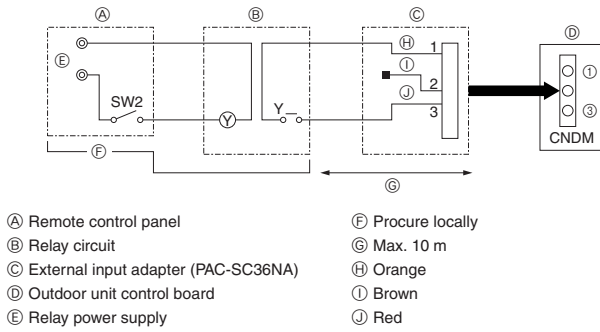 Ⓐ Ⓑ Ⓒ
Ⓓ
Ⓗ 1
Ⓘ
Ⓔ
①
2
SW2 Y Y Ⓙ
3
③
CNDM
Ⓕ
Ⓖ
Ⓐ Remote control panel
Ⓑ Relay circuit
Ⓒ External input adapter (PAC-SC36NA)
Ⓓ Outdoor unit control board
Ⓔ Relay power supply
Ⓕ Procure locally
Ⓖ Max. 10 m
Ⓗ Orange
Ⓘ Brown
Ⓙ Red